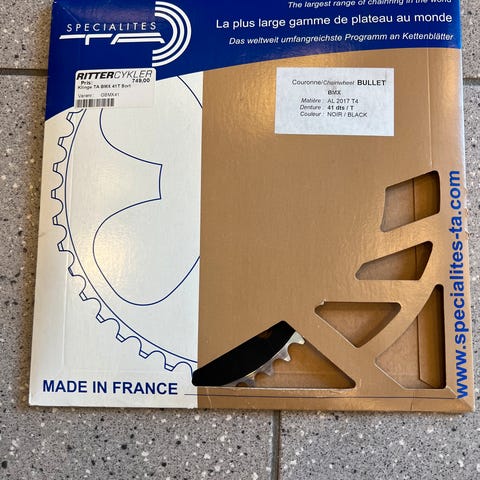 The largest range of chainring in the world
La plus large gamme de plateau au monde
Das weltweit umfangreichste Programm an Kettenblätter
SPECIALITES
TA
RITTERCYKLER
Pris: 749,00
Klinge TA BMX 41T Sort
Varenr: OBMX41
Couronne/Chainwheel BULLET
BMX
Matière : AL 2017 T4
Denture : 41 dts / T
Couleur : NOIR / BLACK
www.specialites-ta.com
MADE IN FRANCE